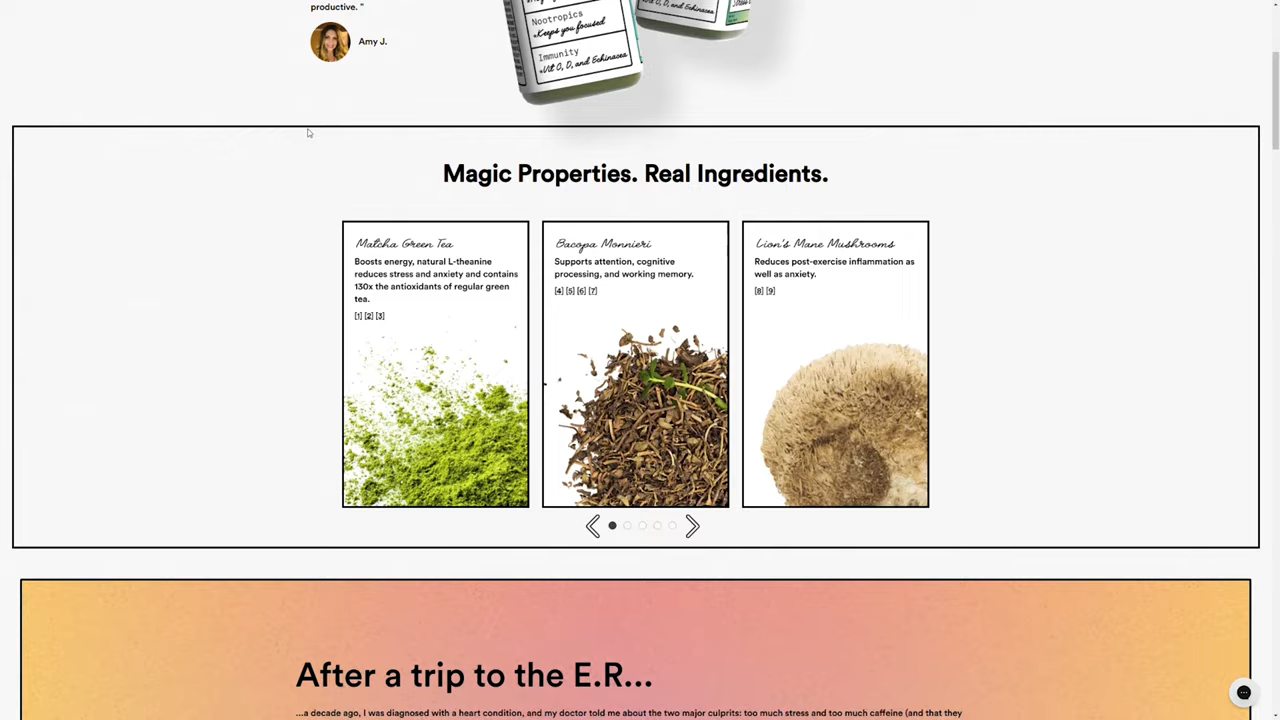 productive. "
Amy J.
Nootropics
Keeps you focused
Immunity
Vit C, D, and Echinacea
D, and Echinacea
Magic Properties. Real Ingredients.
Matcha Green Tea
Boosts energy, natural L-theanine
reduces stress and anxiety and contains
130x the antioxidants of regular green
tea.
[1] [2] [3]
Bacopa Monnieri
Supports attention, cognitive
processing, and working memory.
[4] [5] [6] [7]
Lion's Mane Mushrooms
Reduces post-exercise inflammation as
well as anxiety.
[8] [9]
After a trip to the E.R...
...a decade ago, I was diagnosed with a heart condition, and my doctor told me about the two major culprits: too much stress and too much caffeine (and that they